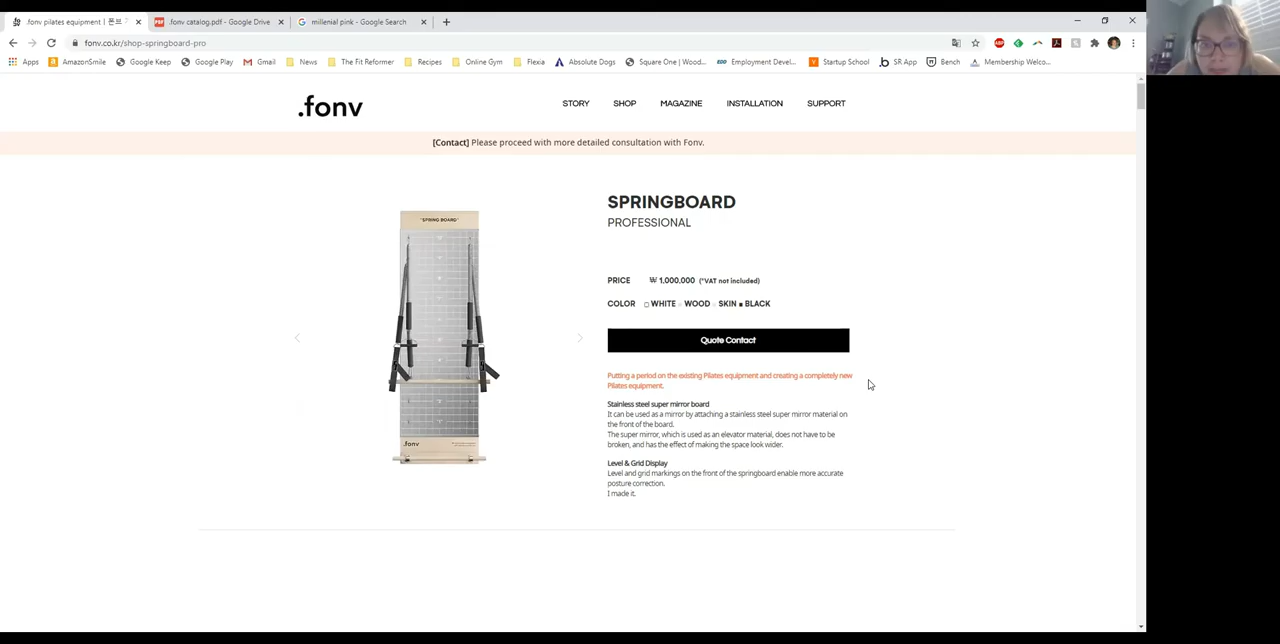 .fonv pilates equipment | 폰브
.fonv catalog.pdf - Google Drive
millenial pink - Google Search
fonv.co.kr/shop-springboard-pro
Apps
AmazonSmile
Google Keep
Google Play
Gmail
News
The Fit Reformer
Recipes
Online Gym
Flexia
Absolute Dogs
Square One | Wood...
Employment Devel...
Startup School
SR App
Bench
Membership Welco...
.fonv
STORY
SHOP
MAGAZINE
INSTALLATION
SUPPORT
[Contact] Please proceed with more detailed consultation with Fonv.
"SPRING BOARD"
.fonv
SPRINGBOARD
PROFESSIONAL
PRICE ₩ 1,000,000 (*VAT not included)
COLOR WHITE WOOD SKIN BLACK
Quote Contact
Putting a period on the existing Pilates equipment and creating a completely new
Pilates equipment.
Stainless steel super mirror board
It can be used as a mirror by attaching a stainless steel super mirror material on
the front of the board.
The super mirror, which is used as an elevator material, does not have to be
broken, and has the effect of making the space look wider.
Level & Grid Display
Level and grid markings on the front of the springboard enable more accurate
posture correction.
I made it.